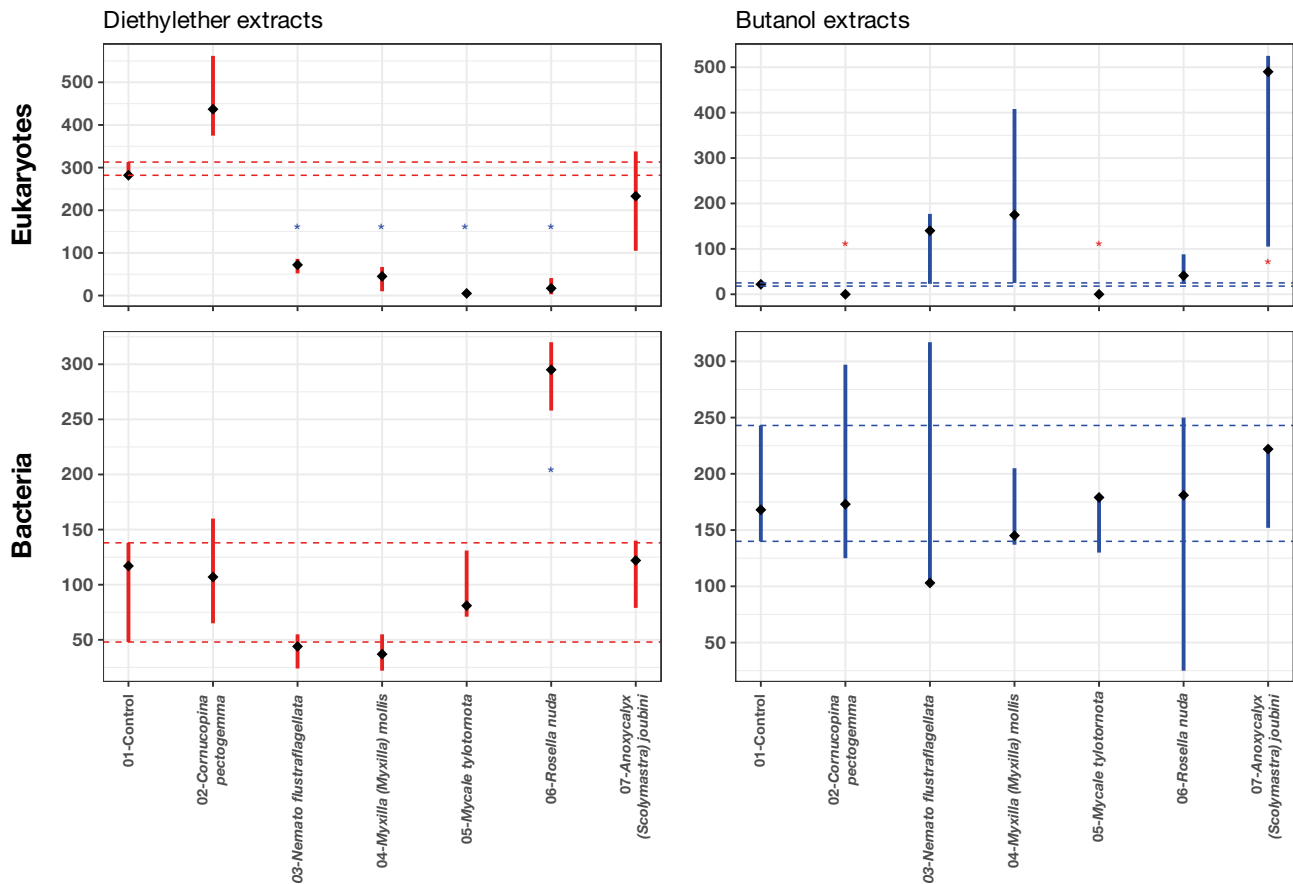 Diethylether extracts
Butanol extracts
Eukaryotes
500
400
300
200
100
0
*
*
*
*
500
400
300
200
100
0
*
*
*
Bacteria
300
250
200
150
100
50
*
300
250
200
150
100
50
01-Control
02-Cornucopina
pectogemma
03-Nemato flustraflagellata
04-Myxilla (Myxilla) mollis
05-Mycale tylotornota
06-Rosella nuda
07-Anoxycalyx
(Scolymastra) joubini
01-Control
02-Cornucopina
pectogemma
03-Nemato flustraflagellata
04-Myxilla (Myxilla) mollis
05-Mycale tylotornota
06-Rosella nuda
07-Anoxycalyx
(Scolymastra) joubini